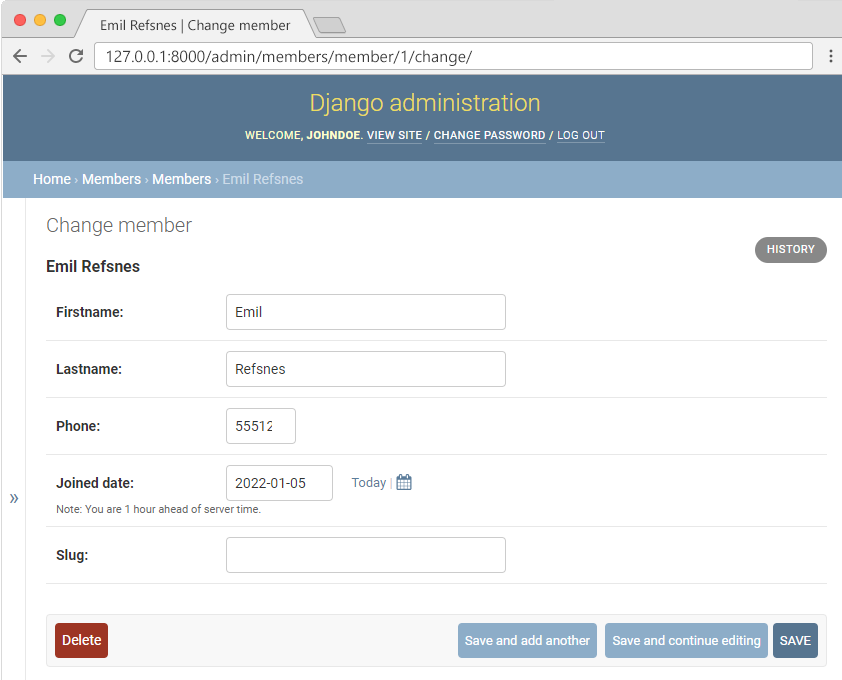 Emil Refsnes | Change member
127.0.0.1:8000/admin/members/member/1/change/
Django administration
WELCOME, JOHNDOE. VIEW SITE / CHANGE PASSWORD / LOG OUT
Home › Members › Members › Emil Refsnes
Change member
HISTORY
Emil Refsnes
Firstname: Emil
Lastname: Refsnes
Phone: 55512
Joined date: 2022-01-05 Today |
»
Note: You are 1 hour ahead of server time.
Slug:
Delete Save and add another Save and continue editing SAVE